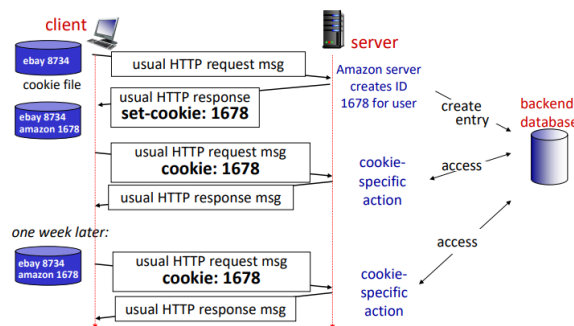 client
server
ebay 8734
usual HTTP request msg
cookie file
Amazon server
creates ID
1678 for user
usual HTTP response
set-cookie: 1678
create
entry
backend
database
ebay 8734
amazon 1678
usual HTTP request msg
cookie: 1678
cookie-
specific
action
access
usual HTTP response msg
one week later:
access
ebay 8734
amazon 1678
usual HTTP request msg
cookie: 1678
cookie-
specific
action
usual HTTP response msg